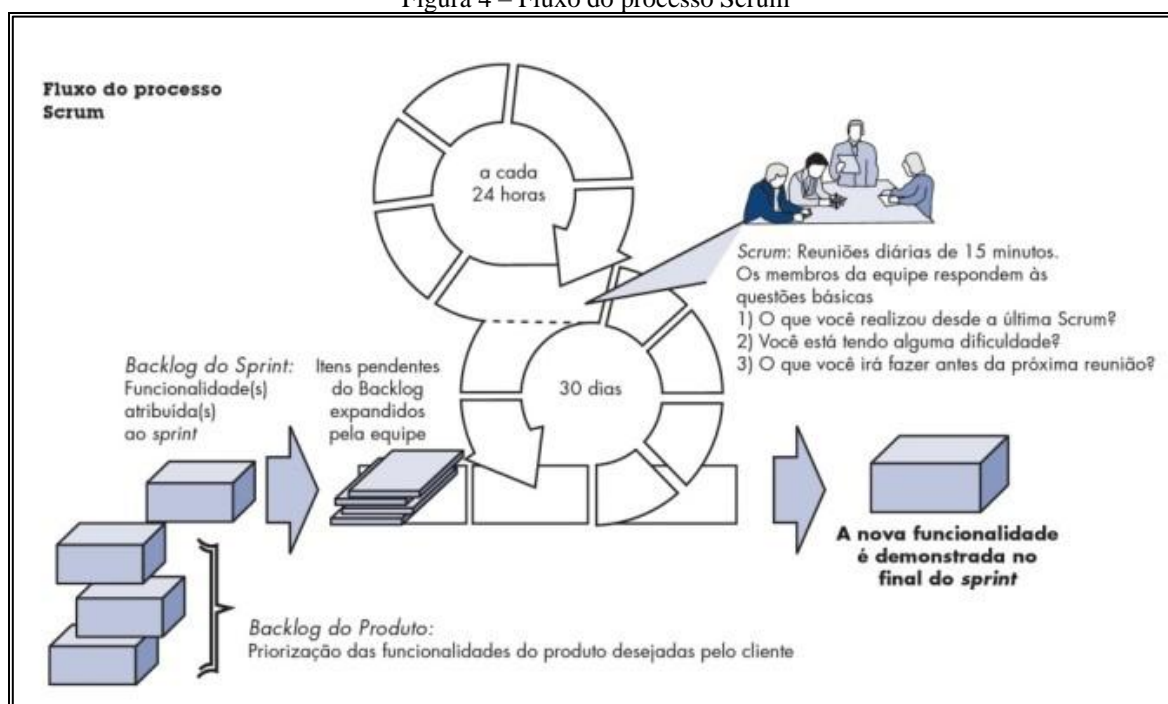 Figura 4 – Fluxo do processo Scrum
Fluxo do processo
Scrum
a cada
24 horas
Scrum: Reuniões diárias de 15 minutos.
Os membros da equipe respondem às
questões básicas
1) O que você realizou desde a última Scrum?
2) Você está tendo alguma dificuldade?
3) O que você irá fazer antes da próxima reunião?
Backlog do Sprint:
Funcionalidade(s)
atribuída(s)
ao sprint
Itens pendentes
do Backlog
expandidos
pela equipe
30 dias
A nova funcionalidade
é demonstrada no
final do sprint
Backlog do Produto:
Priorização das funcionalidades do produto desejadas pelo cliente